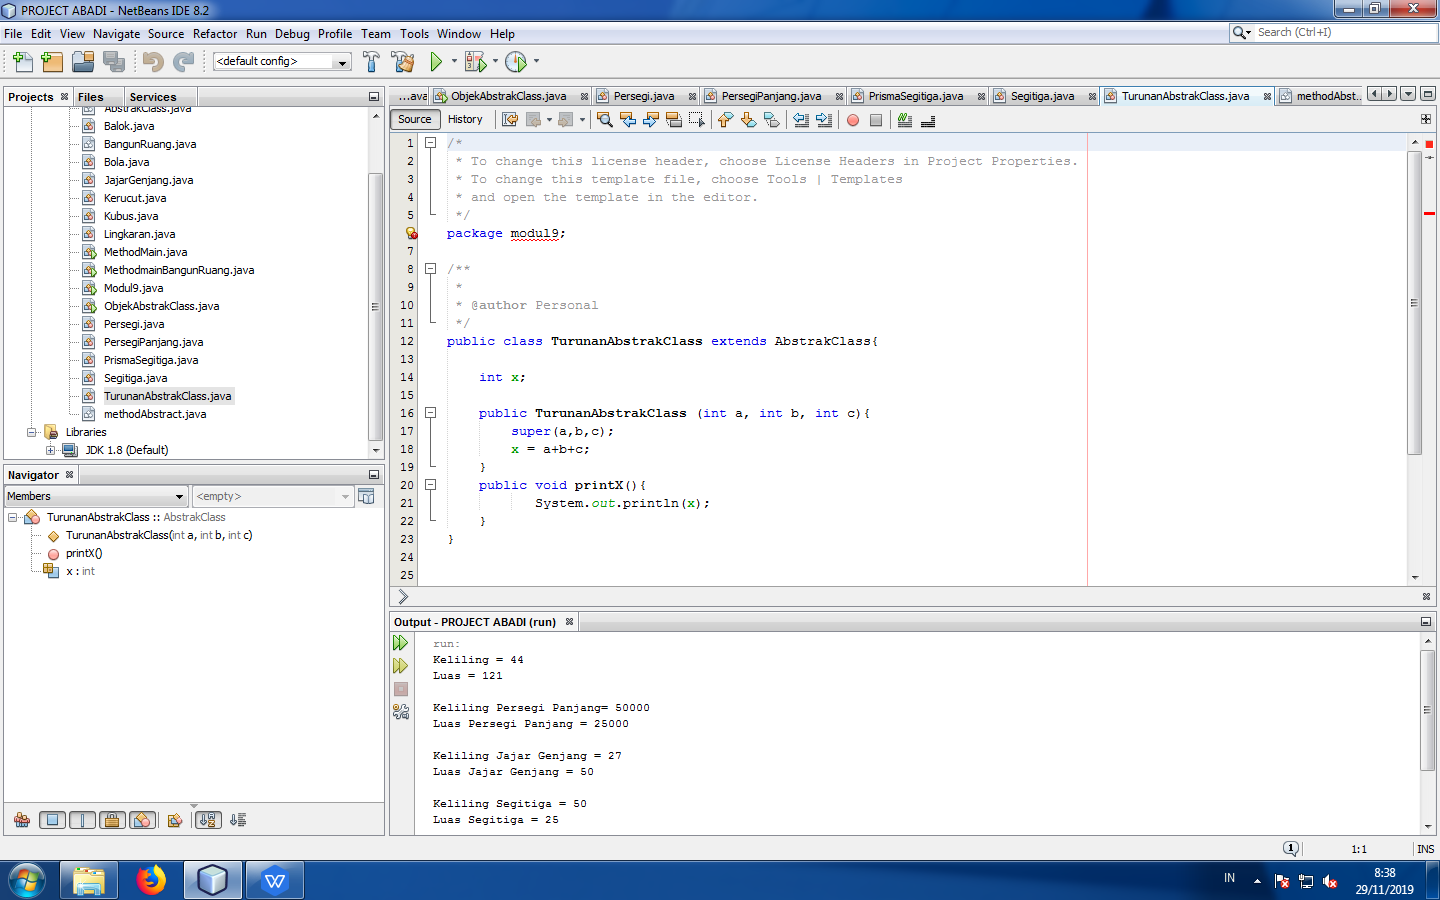 PROJECT ABADI - NetBeans IDE 8.2
File Edit View Navigate Source Refactor Run Debug Profile Team Tools Window Help
Search (Ctrl+I)
<default config>
Projects Files Services
AbstrakClass.java
Balok.java
BangunRuang.java
Bola.java
JajarGenjang.java
Kerucut.java
Kubus.java
Lingkaran.java
MethodMain.java
MethodmainBangunRuang.java
Modul9.java
ObjekAbstrakClass.java
Persegi.java
PersegiPanjang.java
PrismaSegitiga.java
Segitiga.java
TurunanAbstrakClass.java
methodAbstract.java
Libraries
JDK 1.8 (Default)
Navigator
Members <empty>
TurunanAbstrakClass :: AbstrakClass
TurunanAbstrakClass(int a, int b, int c)
printX()
x : int
...ava ObjekAbstrakClass.java Persegi.java PersegiPanjang.java PrismaSegitiga.java Segitiga.java TurunanAbstrakClass.java methodAbst...
Source History
1 /*
2 * To change this license header, choose License Headers in Project Properties.
3 * To change this template file, choose Tools | Templates
4 * and open the template in the editor.
5 */
package modul9;
7
8 /**
9 *
10 * @author Personal
11 */
12 public class TurunanAbstrakClass extends AbstrakClass{
13
14 int x;
15
16 public TurunanAbstrakClass (int a, int b, int c){
17 super(a,b,c);
18 x = a+b+c;
19 }
20 public void printX(){
21 System.out.println(x);
22 }
23 }
24
25
Output - PROJECT ABADI (run)
run:
Keliling = 44
Luas = 121
Keliling Persegi Panjang= 50000
Luas Persegi Panjang = 25000
Keliling Jajar Genjang = 27
Luas Jajar Genjang = 50
Keliling Segitiga = 50
Luas Segitiga = 25
1 1:1 INS
IN
8:38
29/11/2019